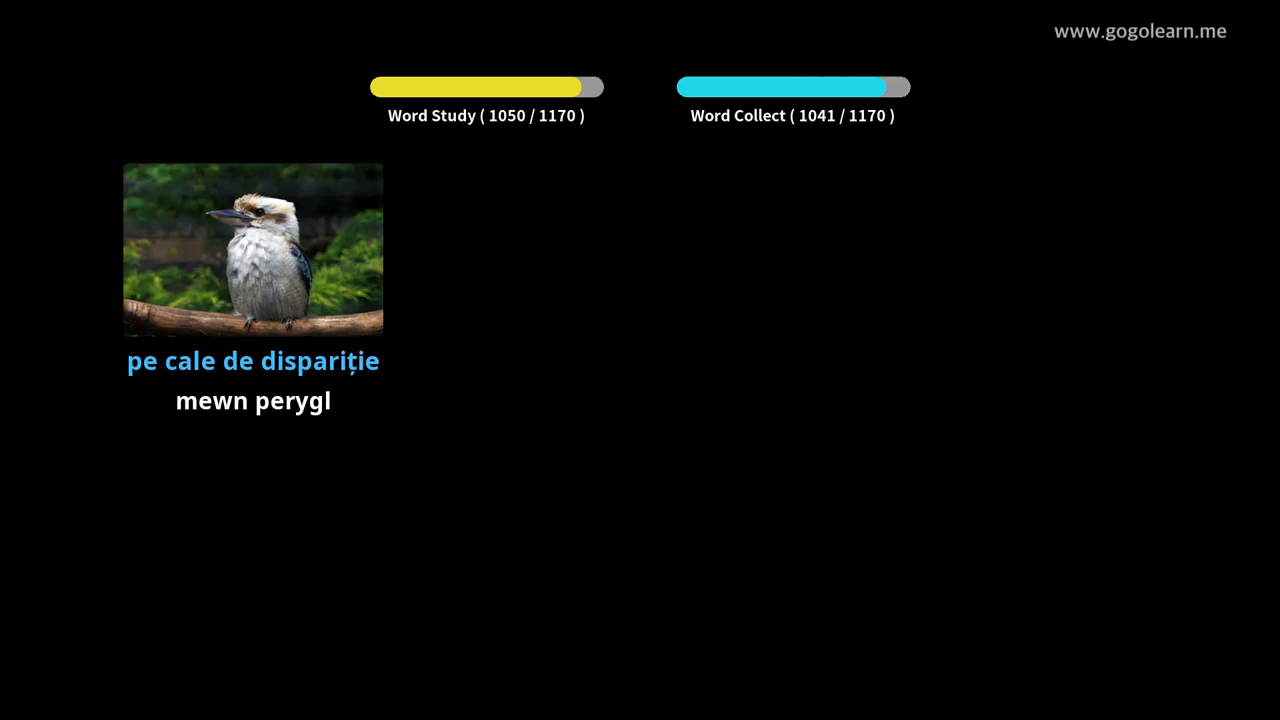 www.gogolearn.me
Word Study ( 1050 / 1170 )
Word Collect ( 1041 / 1170 )
pe cale de dispariție
mewn perygl